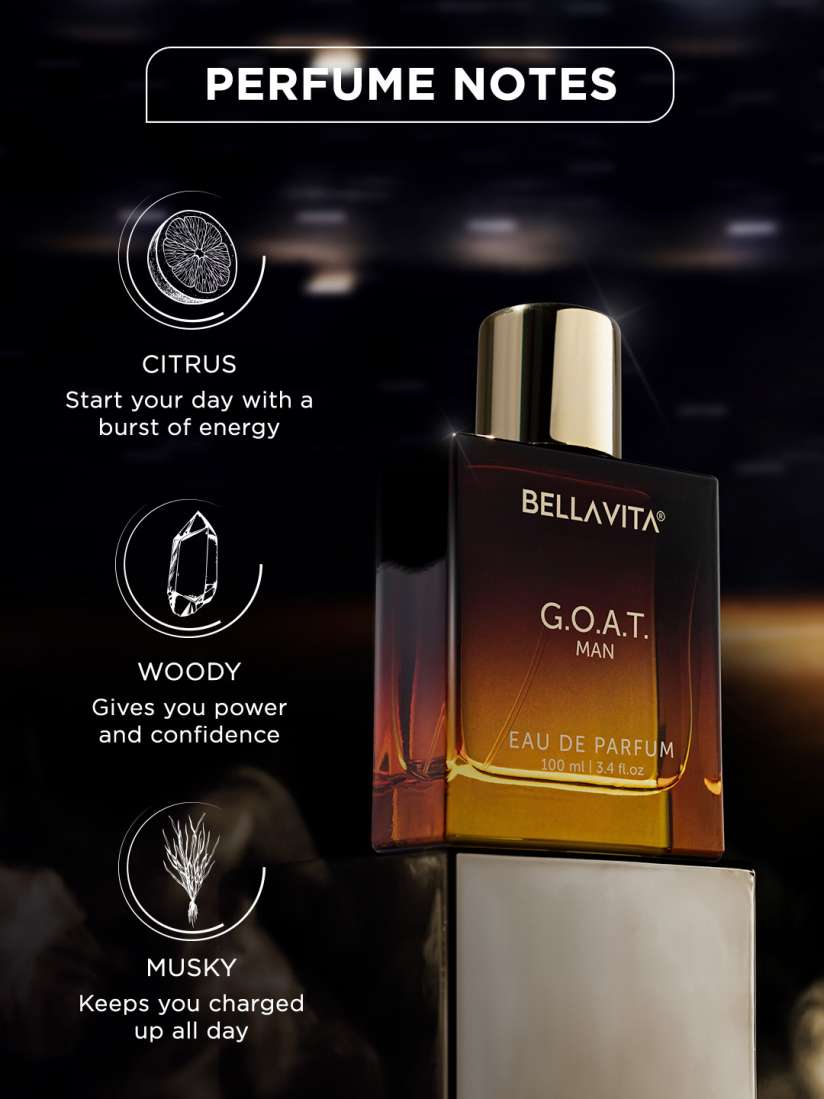 PERFUME NOTES
CITRUS
Start your day with a
burst of energy
WOODY
Gives you power
and confidence
MUSKY
Keeps you charged
up all day
BELLAVITA®
G.O.A.T.
MAN
EAU DE PARFUM
100 ml | 3.4 fl.oz